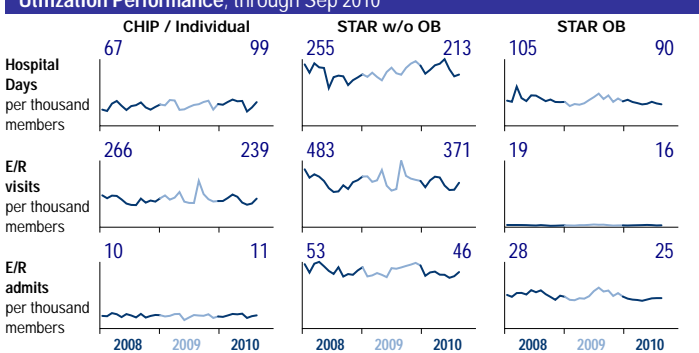 Utilization Performance, through Sep 2010
CHIP / Individual STAR w/o OB STAR OB
Hospital
Days
per thousand
members
67 99 255 213 105 90
E/R
visits
per thousand
members
266 239 483 371 19 16
E/R
admits
per thousand
members
10 11 53 46 28 25
2008 2009 2010 2008 2009 2010 2008 2009 2010